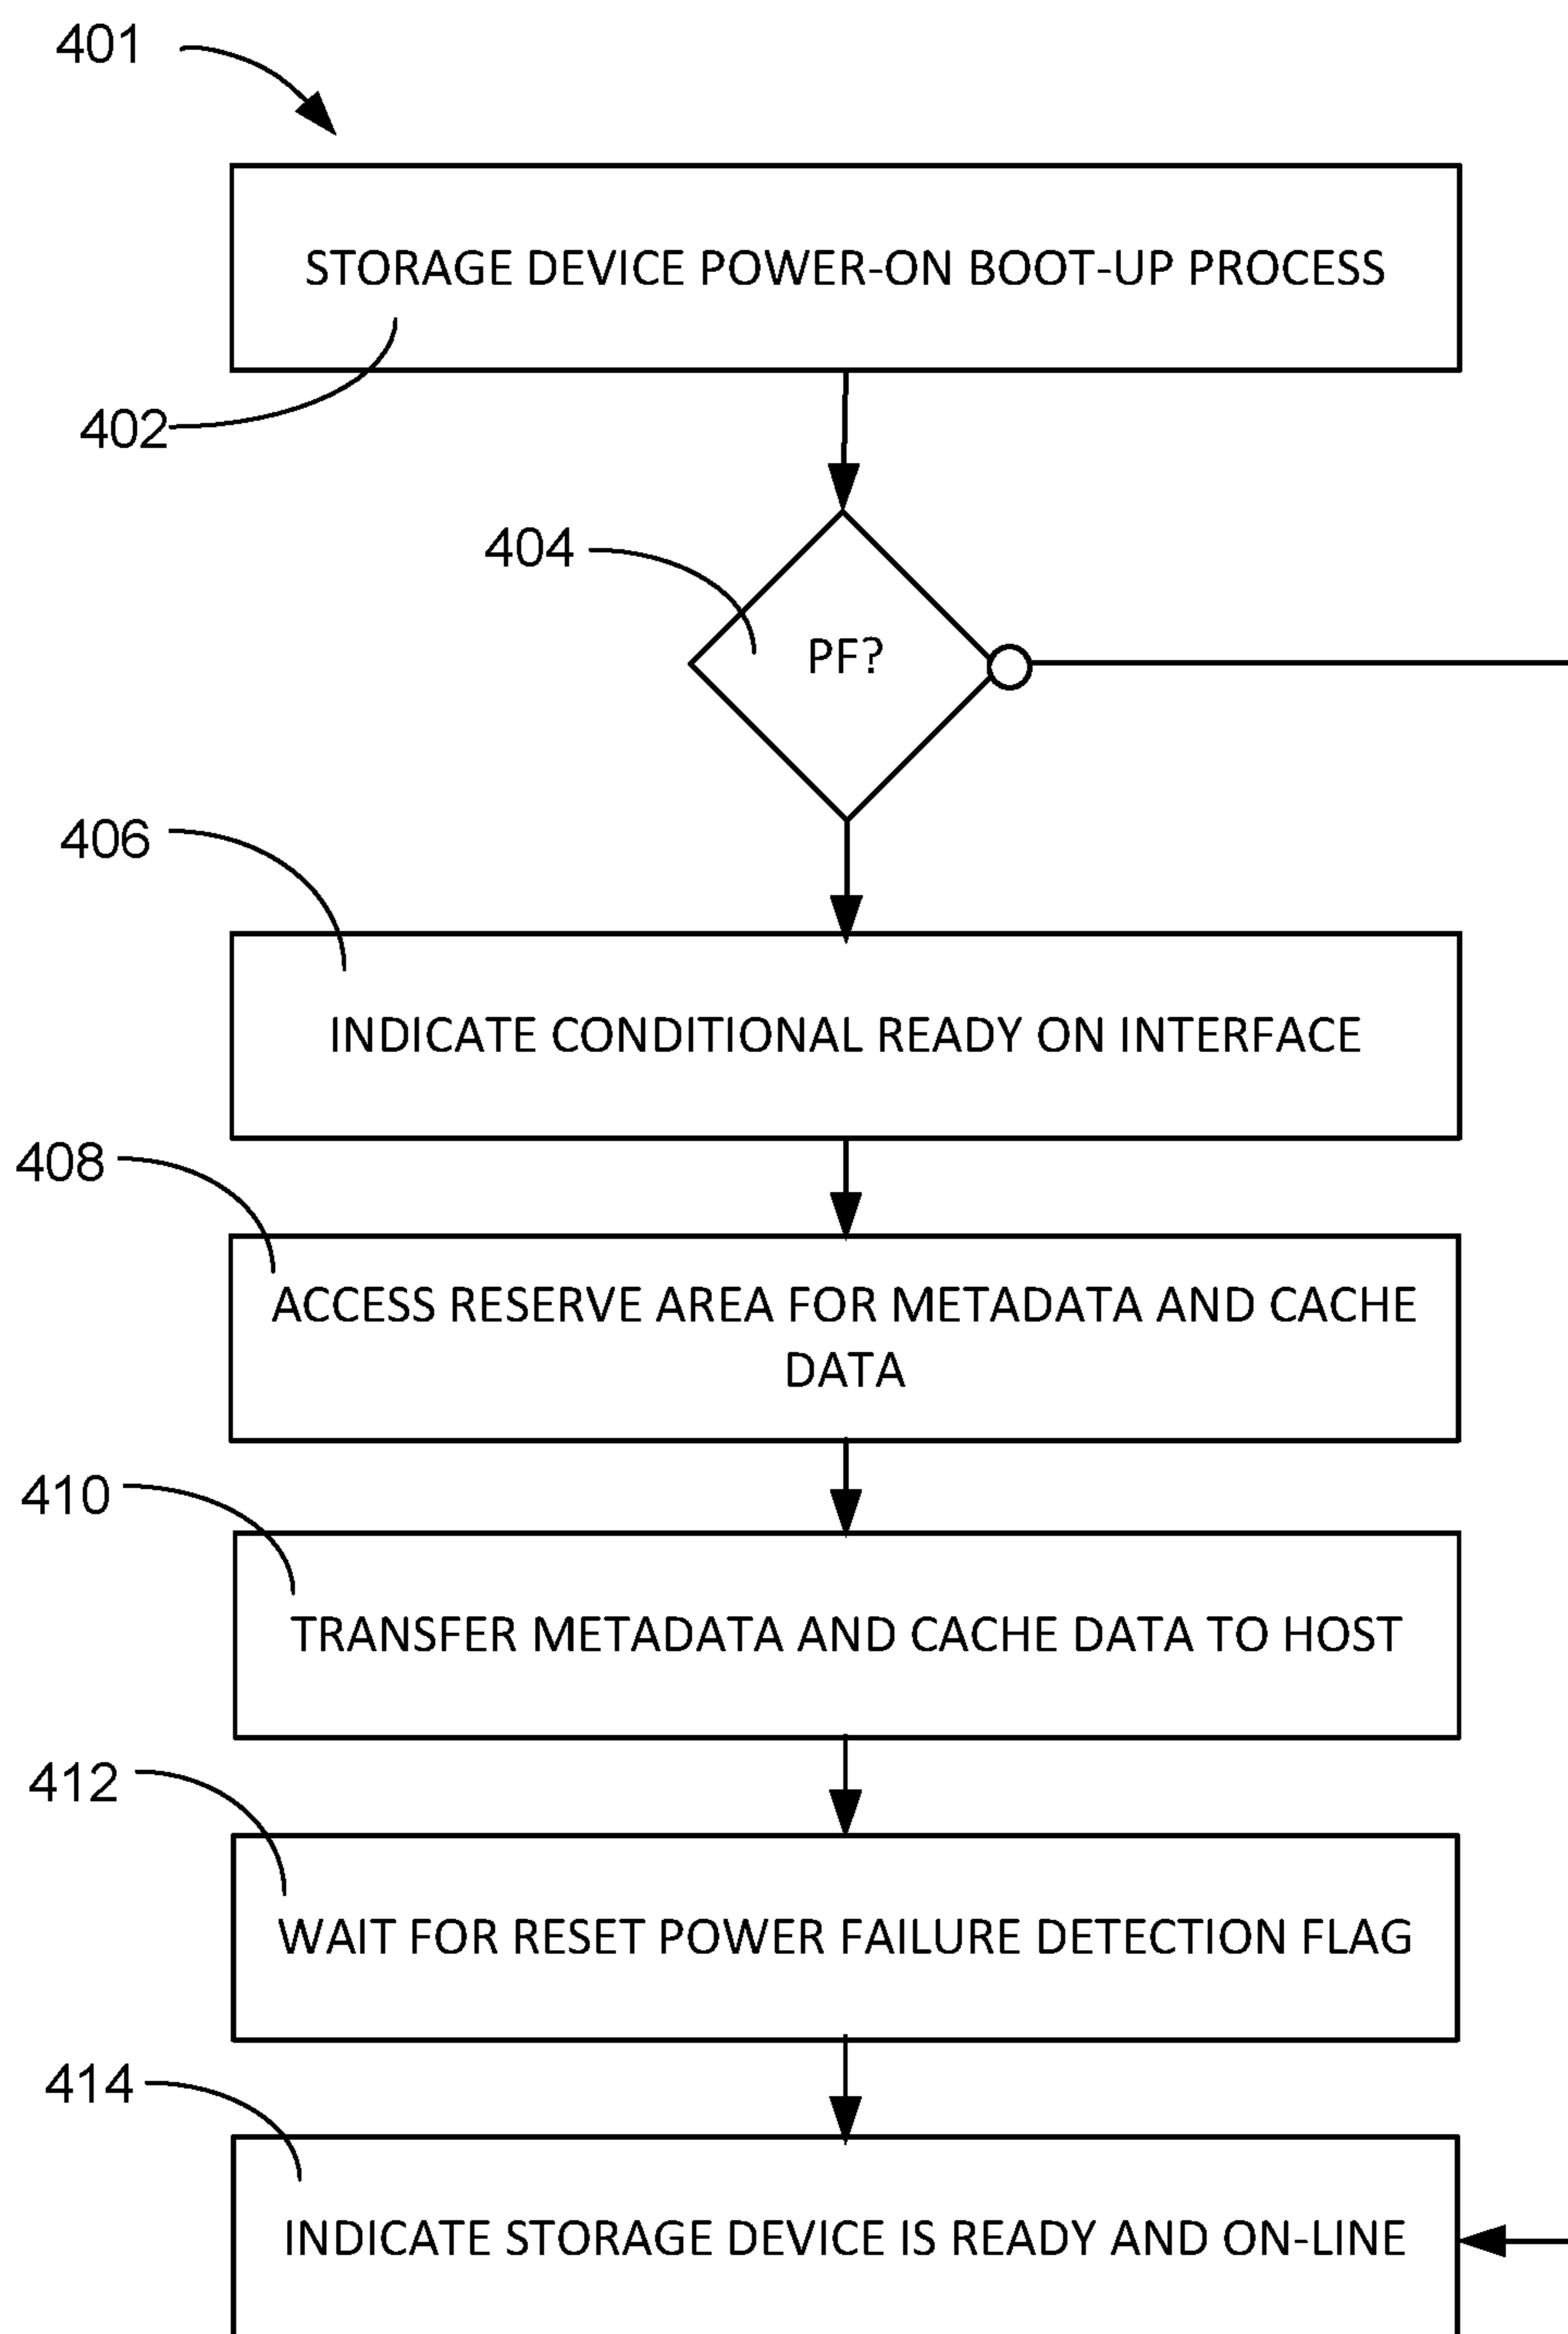 401
STORAGE DEVICE POWER-ON BOOT-UP PROCESS
402
404
PF?
406
INDICATE CONDITIONAL READY ON INTERFACE
408
ACCESS RESERVE AREA FOR METADATA AND CACHE
DATA
410
TRANSFER METADATA AND CACHE DATA TO HOST
412
WAIT FOR RESET POWER FAILURE DETECTION FLAG
414
INDICATE STORAGE DEVICE IS READY AND ON-LINE